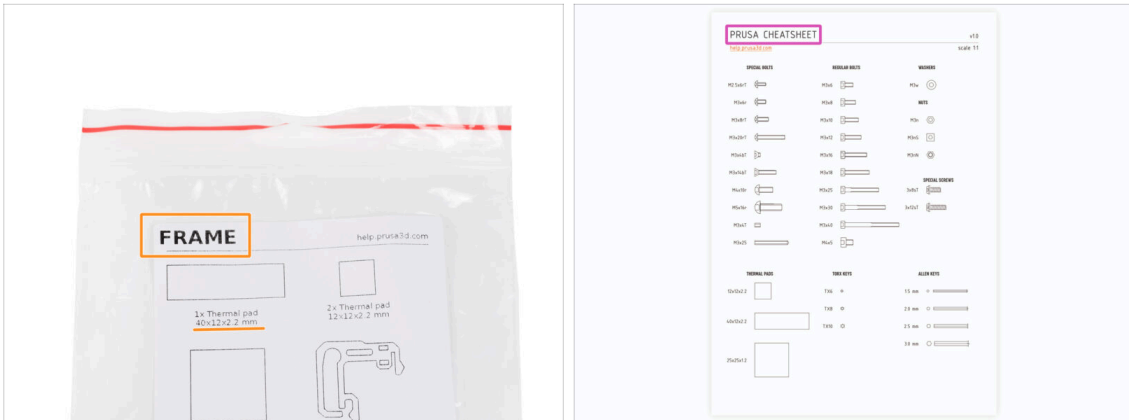 FRAME
help.prusa3d.com
1x Thermal pad
40x12x2.2 mm
2x Thermal pad
12x12x2.2 mm
PRUSA CHEATSHEET
v1.0
help.prusa3d.com
scale 1:1
SPECIAL BOLTS
REGULAR BOLTS
WASHERS
M2.5x6rT
M3x6
M3w
M3x6r
M3x8
NUTS
M3x8rT
M3x10
M3n
M3x20rT
M3x12
M3nS
M3x4bT
M3x16
M3nN
M3x14bT
M3x18
SPECIAL SCREWS
M4x10r
M3x25
3x8sT
M5x16r
M3x30
3x12sT
M3x4T
M3x40
M3x25
M4x5
THERMAL PADS
TORX KEYS
ALLEN KEYS
12x12x2.2
TX6
1.5 mm
TX8
2.0 mm
40x12x2.2
TX10
2.5 mm
3.0 mm
25x25x1.2